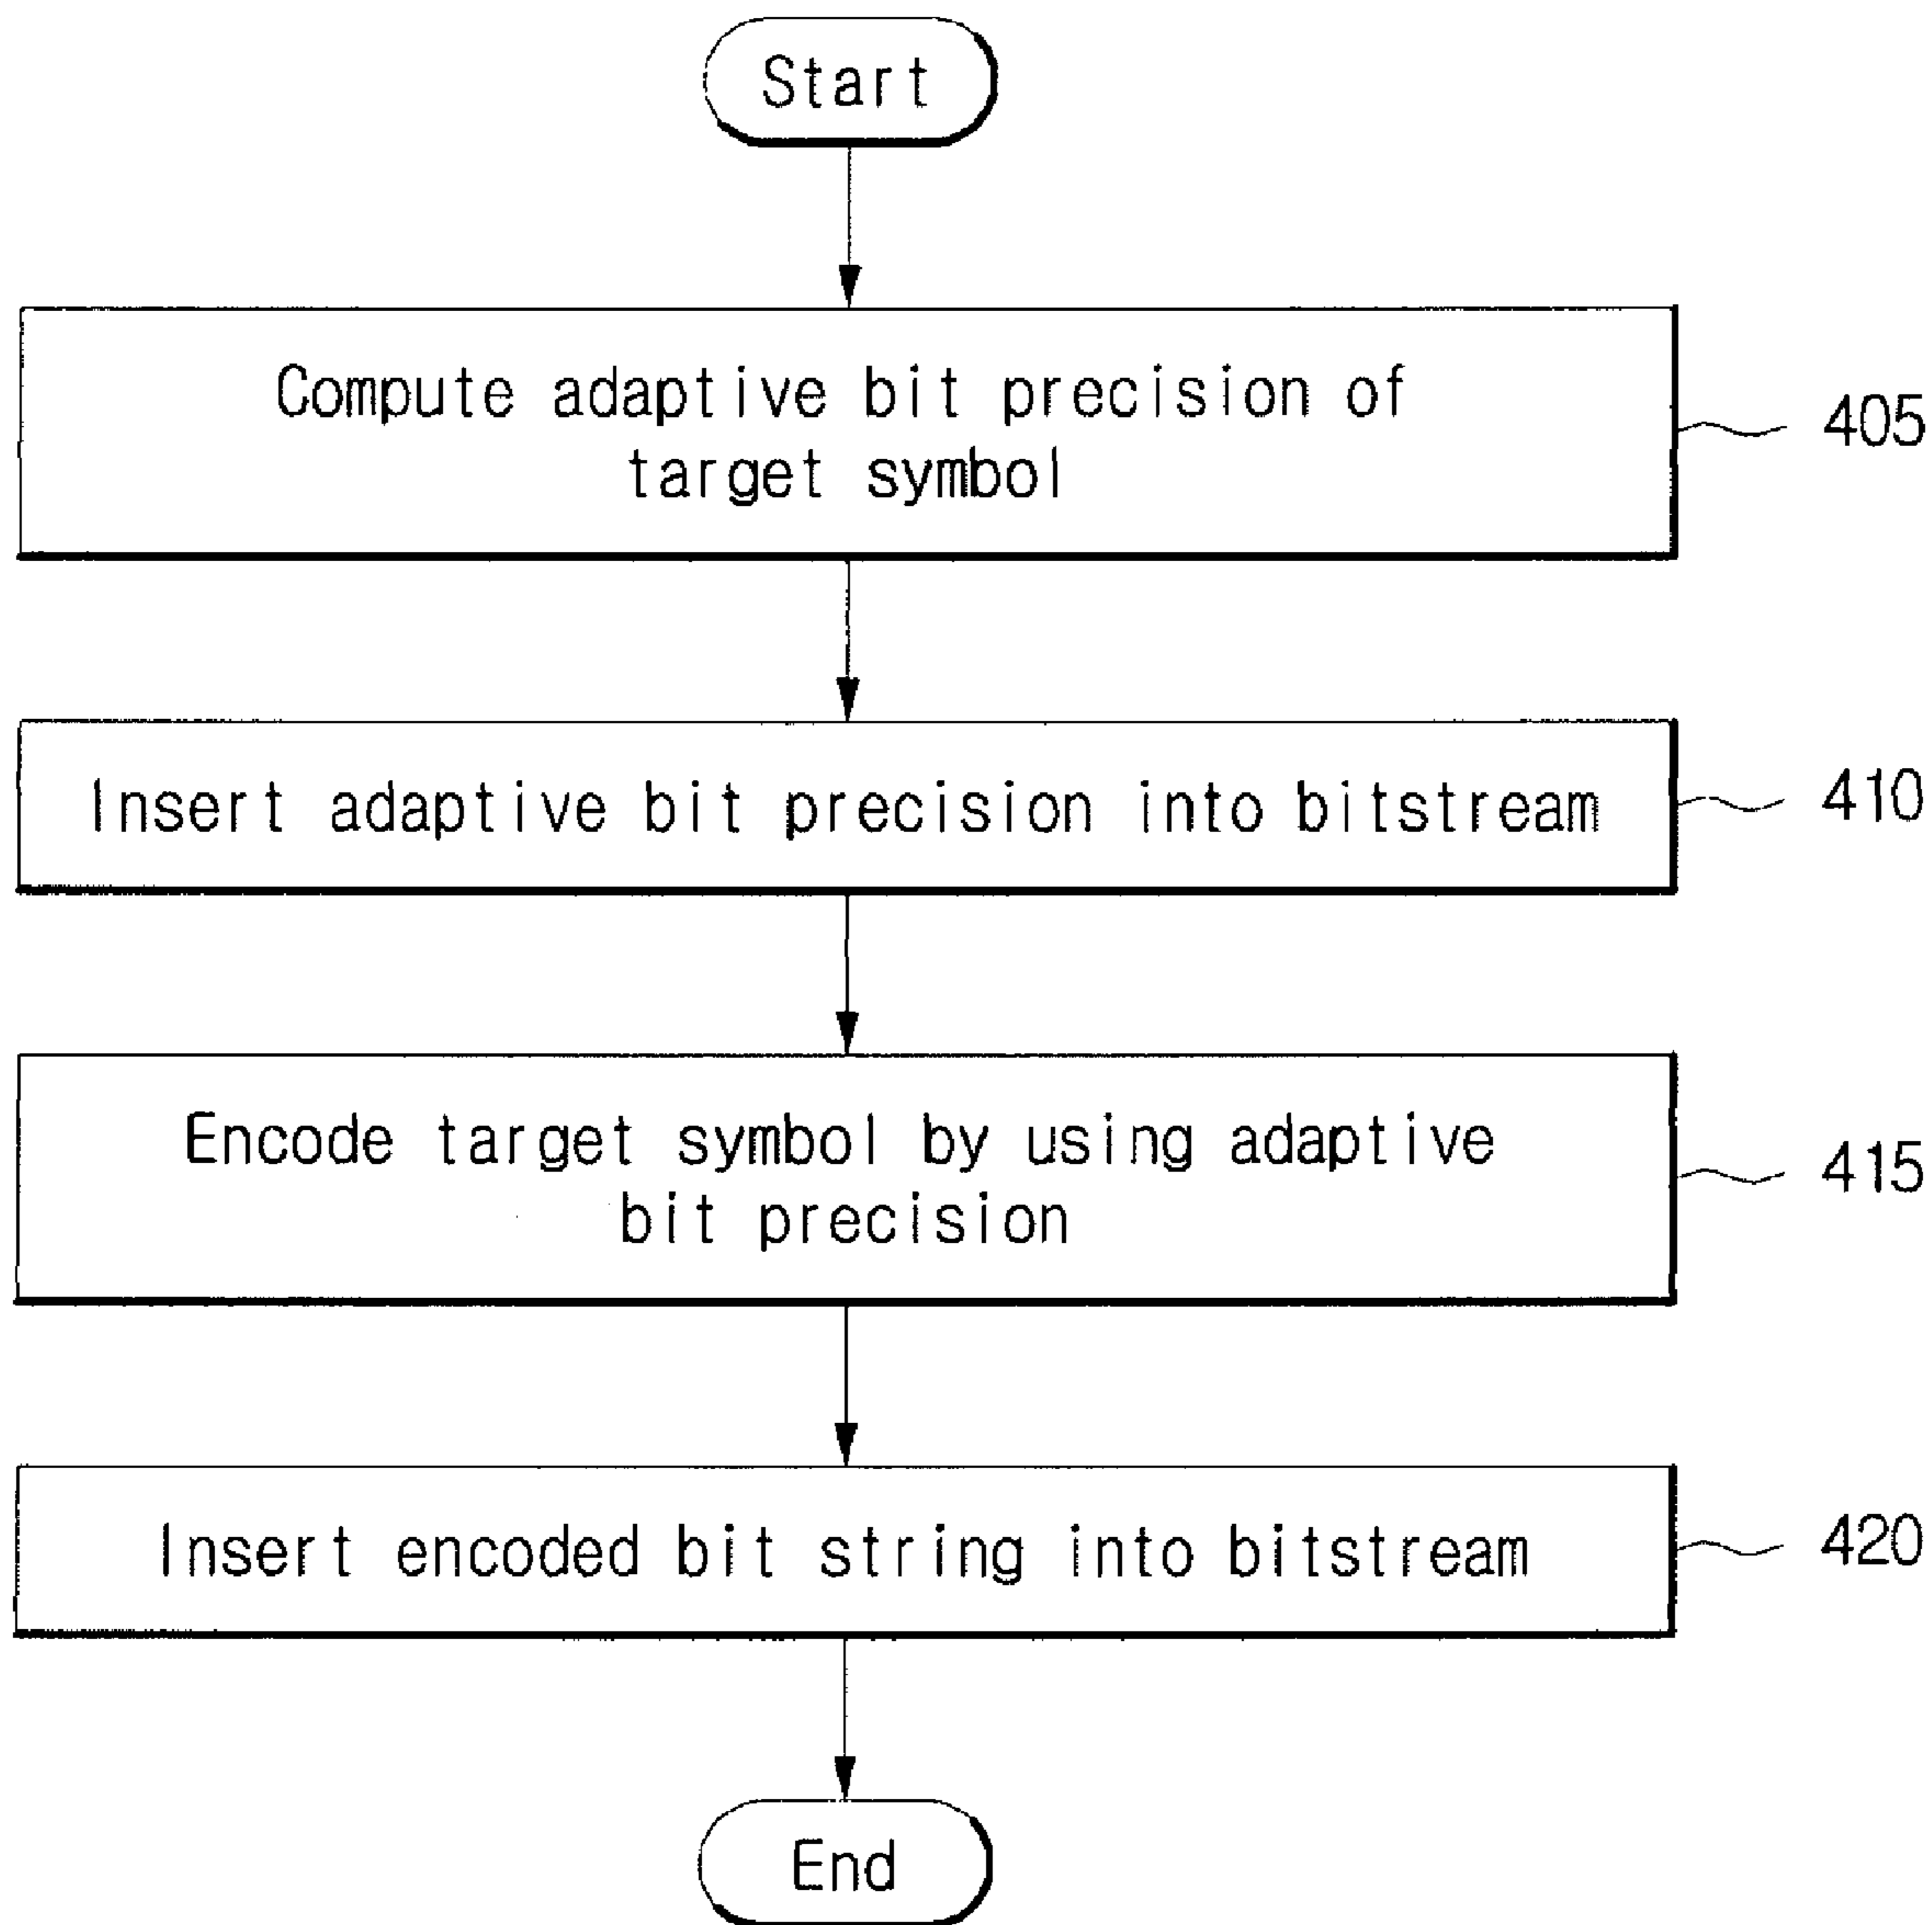 Start
Compute adaptive bit precision of
target symbol
405
Insert adaptive bit precision into bitstream
410
Encode target symbol by using adaptive
bit precision
415
Insert encoded bit string into bitstream
420
End